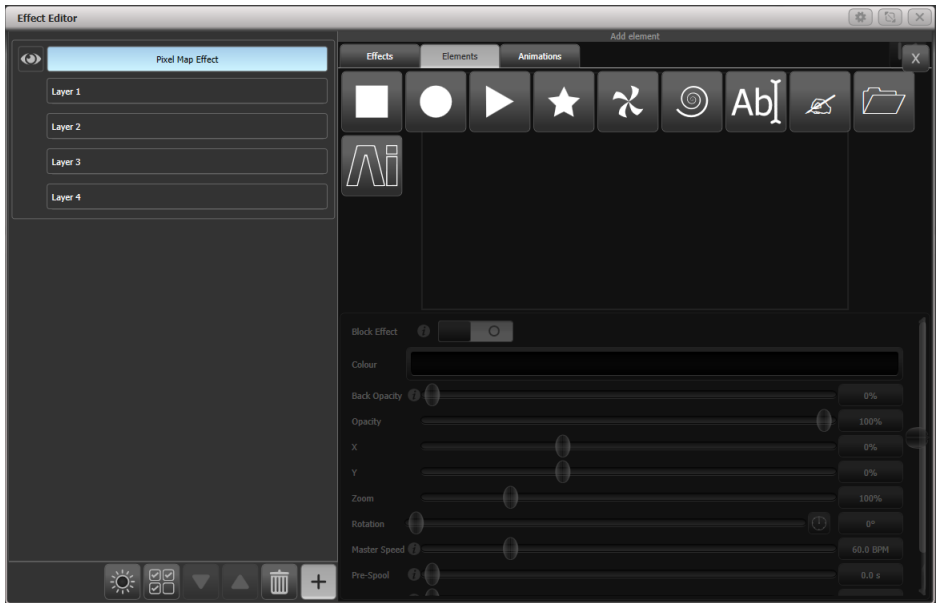 Effect Editor
Add element
X
Pixel Map Effect
Effects
Elements
Animations
Layer 1
Layer 2
Layer 3
Layer 4
Ab
Ai
Block Effect
Colour
Back Opacity 0%
Opacity 100%
X 0%
Y 0%
Zoom 100%
Rotation 0°
Master Speed 60.0 BPM
Pre-Spool 0.0 s